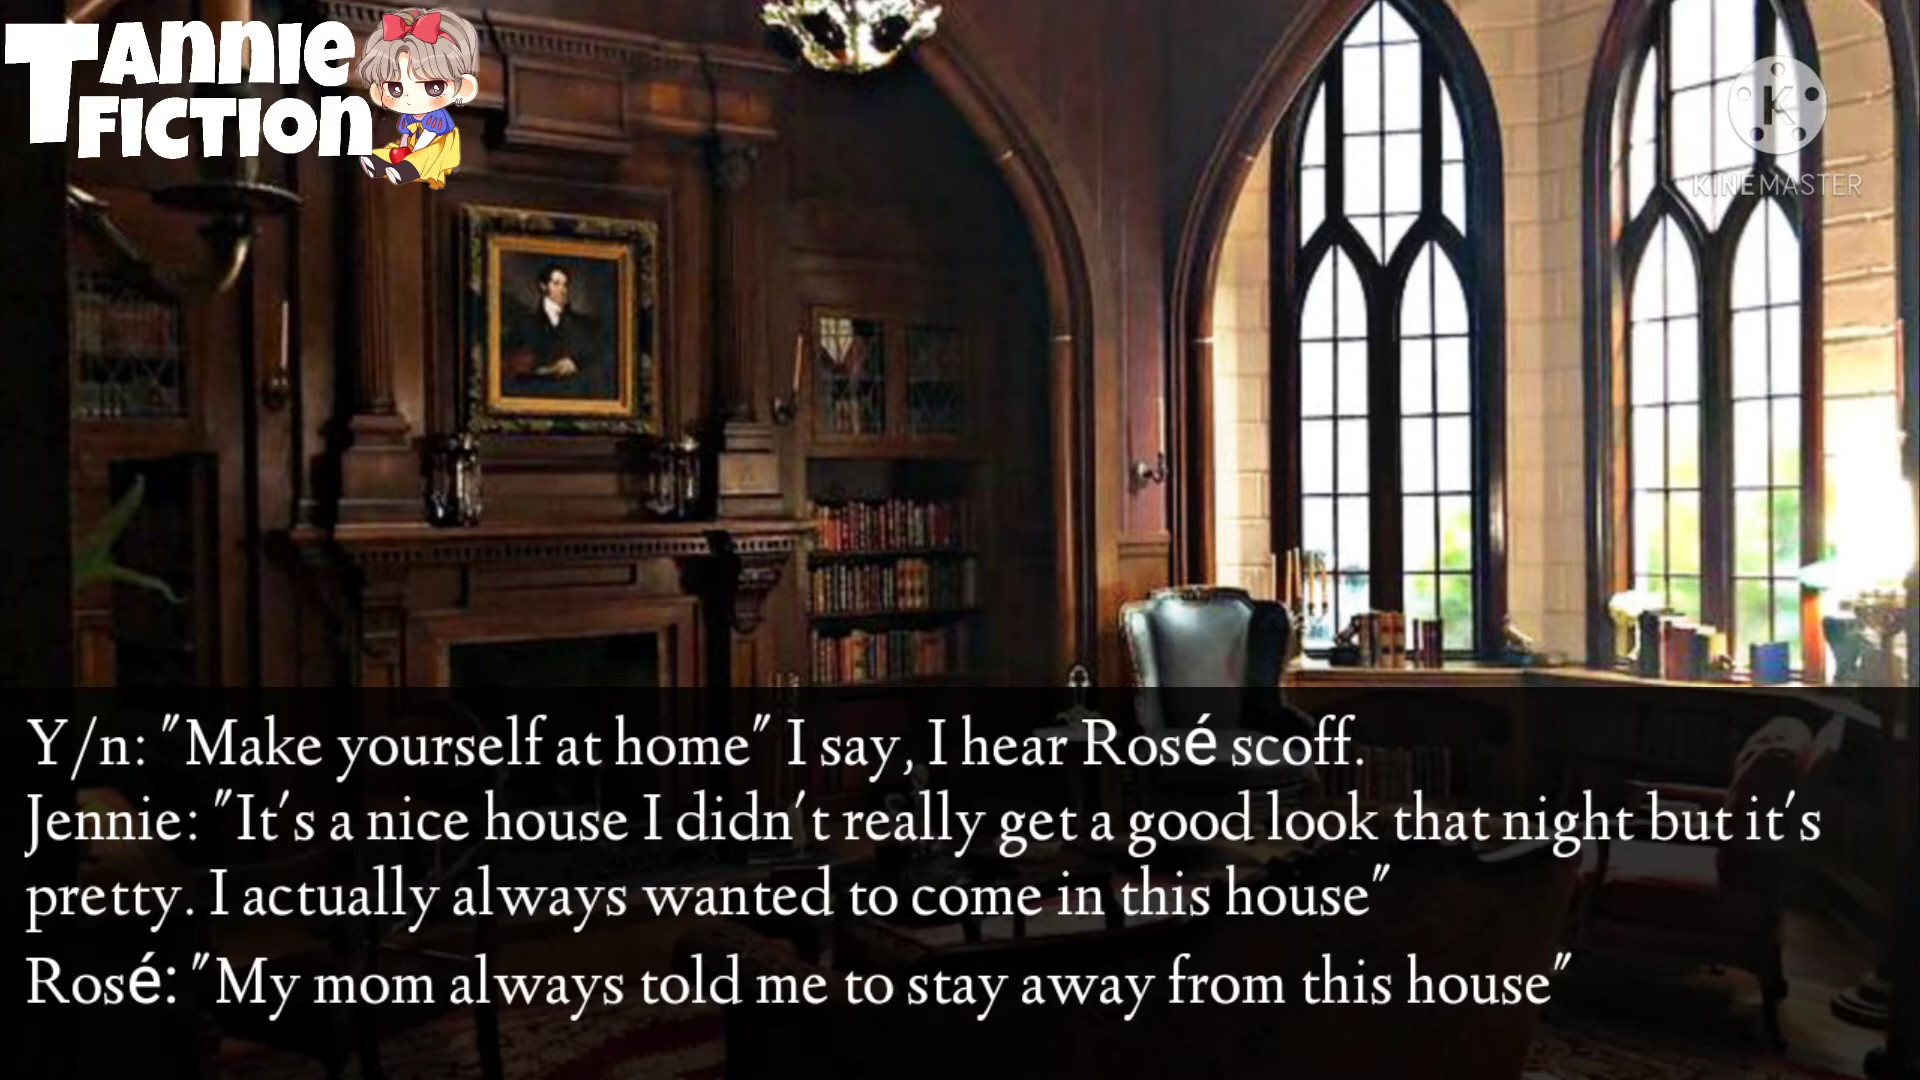 TANNIE
FICTION
K
KINEMASTER
Y/n: "Make yourself at home" I say, I hear Rosé scoff.
Jennie: "It's a nice house I didn't really get a good look that night but it's
pretty. I actually always wanted to come in this house"
Rosé: "My mom always told me to stay away from this house"